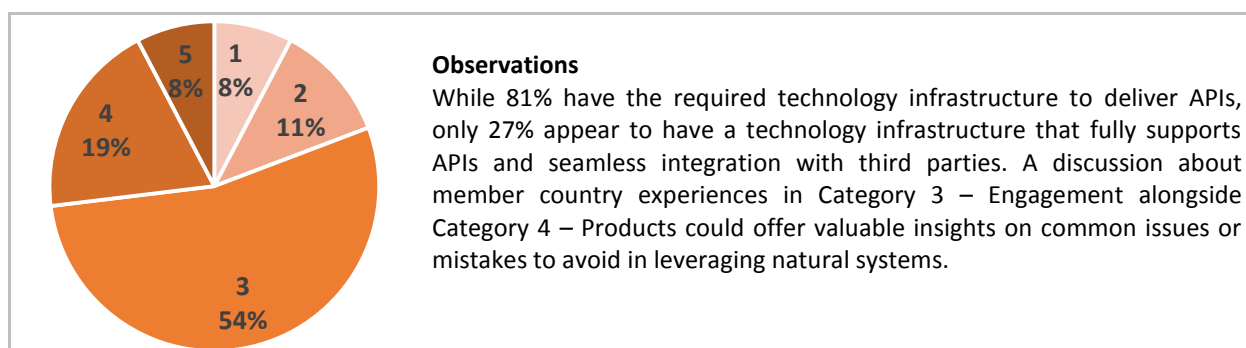 5
8%
1
8%
2
11%
4
19%
3
54%
Observations
While 81% have the required technology infrastructure to deliver APIs,
only 27% appear to have a technology infrastructure that fully supports
APIs and seamless integration with third parties. A discussion about
member country experiences in Category 3 – Engagement alongside
Category 4 – Products could offer valuable insights on common issues or
mistakes to avoid in leveraging natural systems.